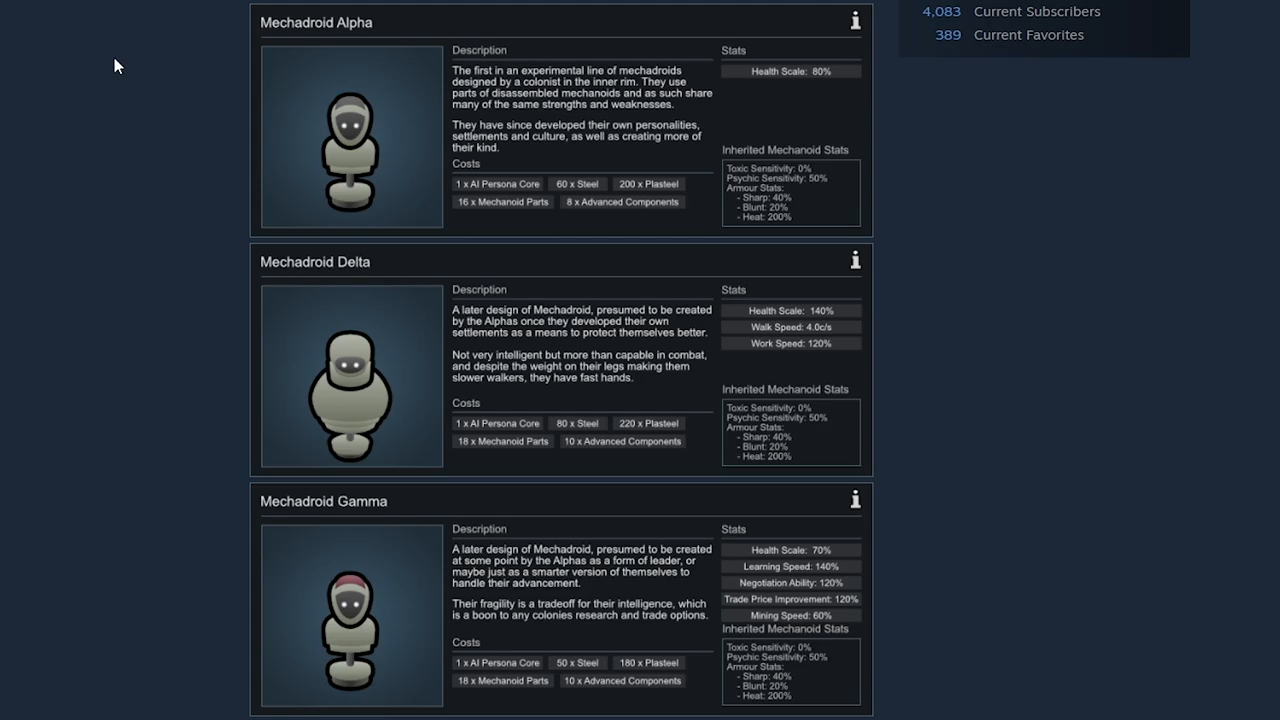 4,083 Current Subscribers
389 Current Favorites
Mechadroid Alpha
Description
The first in an experimental line of mechadroids
designed by a colonist in the inner rim. They use
parts of disassembled mechanoids and as such share
many of the same strengths and weaknesses.
They have since developed their own personalities,
settlements and culture, as well as creating more of
their kind.
Costs
1 x AI Persona Core 60 x Steel 200 x Plasteel
16 x Mechanoid Parts 8 x Advanced Components
Stats
Health Scale: 80%
Inherited Mechanoid Stats
Toxic Sensitivity: 0%
Psychic Sensitivity: 50%
Armour Stats:
- Sharp: 40%
- Blunt: 20%
- Heat: 200%
Mechadroid Delta
Description
A later design of Mechadroid, presumed to be created
by the Alphas once they developed their own
settlements as a means to protect themselves better.
Not very intelligent but more than capable in combat,
and despite the weight on their legs making them
slower walkers, they have fast hands.
Costs
1 x AI Persona Core 80 x Steel 220 x Plasteel
18 x Mechanoid Parts 10 x Advanced Components
Stats
Health Scale: 140%
Walk Speed: 4.0c/s
Work Speed: 120%
Inherited Mechanoid Stats
Toxic Sensitivity: 0%
Psychic Sensitivity: 50%
Armour Stats:
- Sharp: 40%
- Blunt: 20%
- Heat: 200%
Mechadroid Gamma
Description
A later design of Mechadroid, presumed to be created
at some point by the Alphas as a form of leader, or
maybe just as a smarter version of themselves to
handle their advancement.
Their fragility is a tradeoff for their intelligence, which
is a boon to any colonies research and trade options.
Costs
1 x AI Persona Core 50 x Steel 180 x Plasteel
18 x Mechanoid Parts 10 x Advanced Components
Stats
Health Scale: 70%
Learning Speed: 140%
Negotiation Ability: 120%
Trade Price Improvement: 120%
Mining Speed: 60%
Inherited Mechanoid Stats
Toxic Sensitivity: 0%
Psychic Sensitivity: 50%
Armour Stats:
- Sharp: 40%
- Blunt: 20%
- Heat: 200%